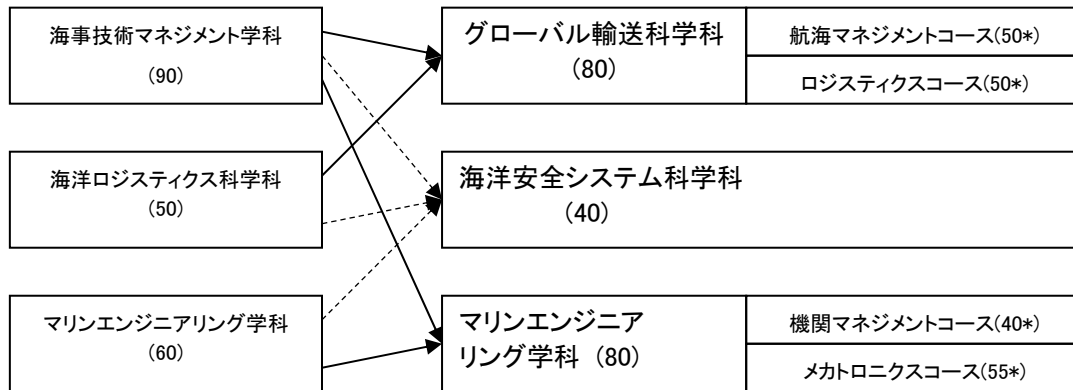 海事技術マネジメント学科
(90)
海洋ロジスティクス科学科
(50)
マリンエンジニアリング学科
(60)
グローバル輸送科学科
(80)
航海マネジメントコース(50*)
ロジスティクスコース(50*)
海洋安全システム科学科
(40)
マリンエンジニア
リング学科 (80)
機関マネジメントコース(40*)
メカトロニクスコース(55*)